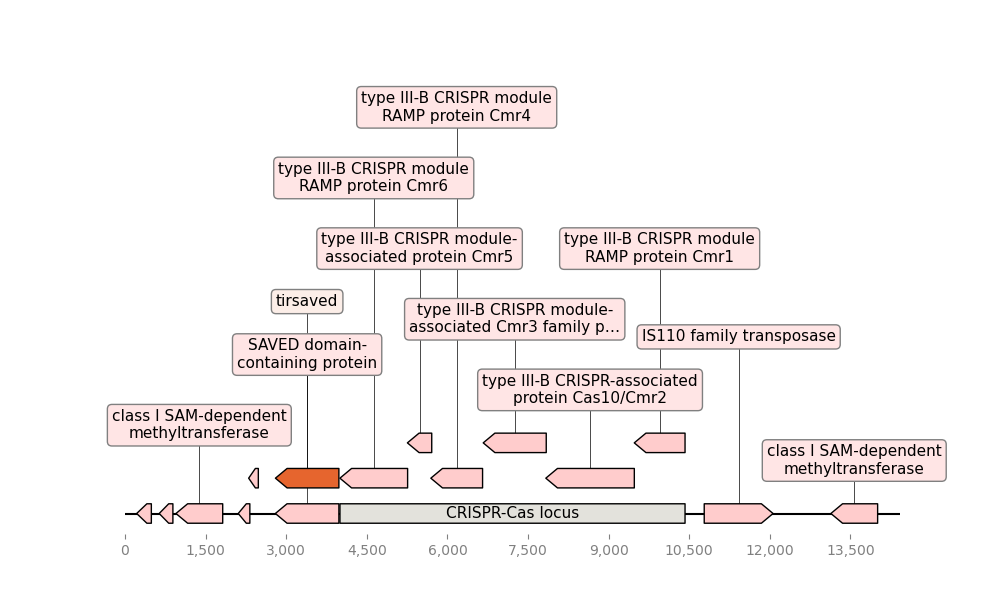 type III-B CRISPR module
RAMP protein Cmr4
type III-B CRISPR module
RAMP protein Cmr6
type III-B CRISPR module-
associated protein Cmr5
type III-B CRISPR module
RAMP protein Cmr1
tirsaved
type III-B CRISPR module-
associated Cmr3 family p…
IS110 family transposase
SAVED domain-
containing protein
type III-B CRISPR-associated
protein Cas10/Cmr2
class I SAM-dependent
methyltransferase
class I SAM-dependent
methyltransferase
CRISPR-Cas locus
0 1,500 3,000 4,500 6,000 7,500 9,000 10,500 12,000 13,500